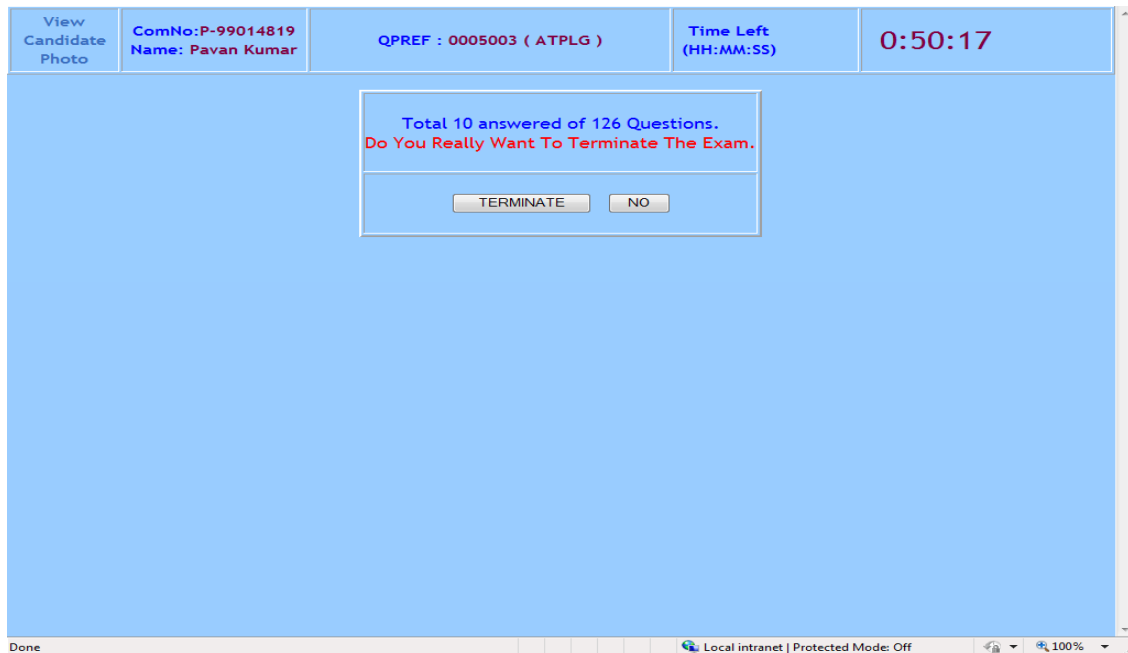 View
Candidate
Photo
ComNo:P-99014819
Name: Pavan Kumar
QPREF : 0005003 ( ATPLG )
Time Left
(HH:MM:SS)
0:50:17
Total 10 answered of 126 Questions.
Do You Really Want To Terminate The Exam.
TERMINATE NO
Done
Local intranet | Protected Mode: Off
100%